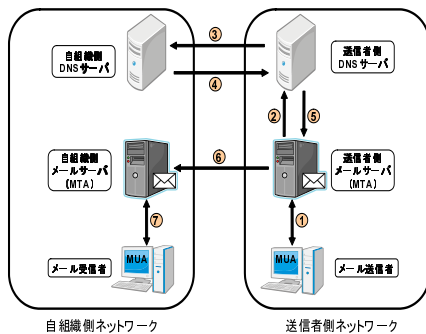 ③
④
自組織側
DNSサーバ
送信者側
DNSサーバ
②
⑤
自組織側
メールサーバ
(MTA)
⑥
送信者側
メールサーバ
(MTA)
⑦
①
MUA
MUA
メール受信者
メール送信者
自組織側ネットワーク
送信者側ネットワーク